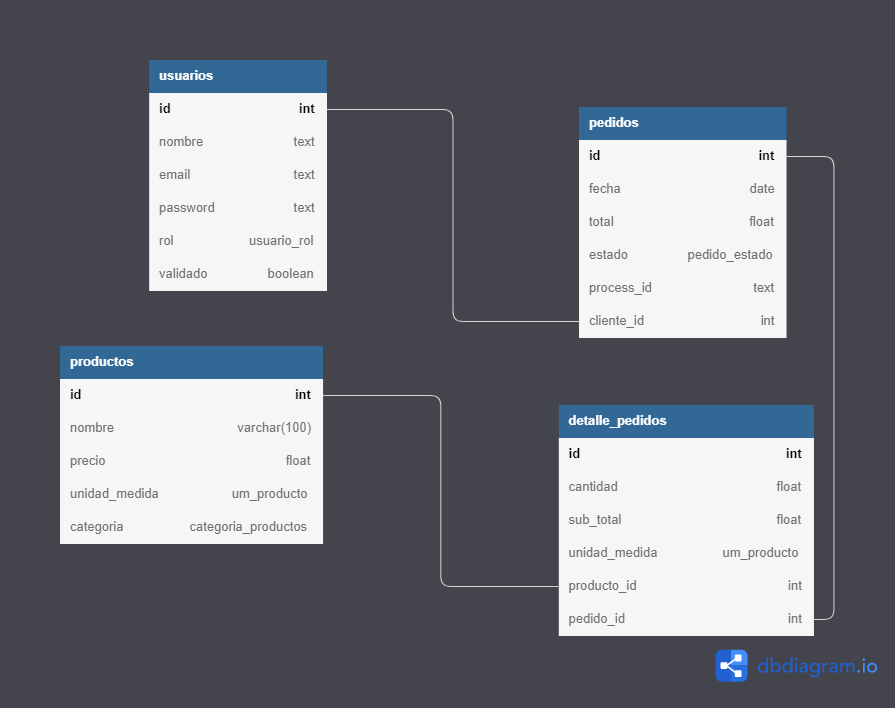 usuarios
id int
nombre text
email text
password text
rol usuario_rol
validado boolean
pedidos
id int
fecha date
total float
estado pedido_estado
process_id text
cliente_id int
productos
id int
nombre varchar(100)
precio float
unidad_medida um_producto
categoria categoria_productos
detalle_pedidos
id int
cantidad float
sub_total float
unidad_medida um_producto
producto_id int
pedido_id int
dbdiagram.io